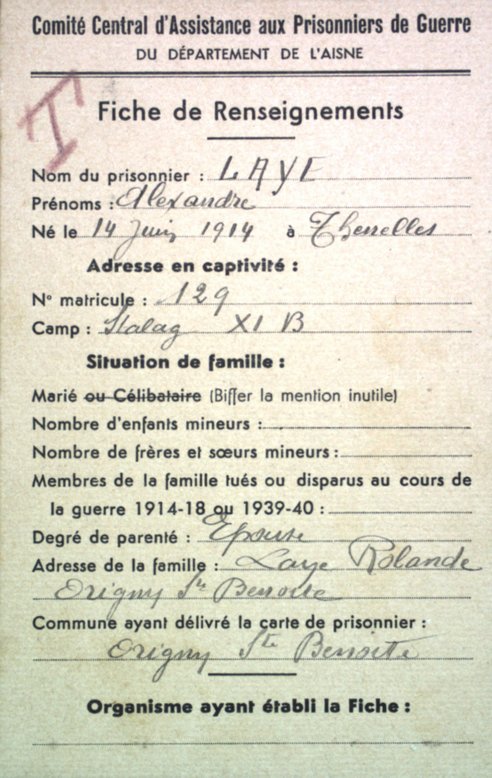 Comité Central d'Assistance aux Prisonniers de Guerre
DU DÉPARTEMENT DE L'AISNE
T
Fiche de Renseignements
Nom du prisonnier : LAYE
Prénoms : Alexandre
Né le 14 Juin 1914 à Thenelles
Adresse en captivité :
N° matricule : 129
Camp : Stalag XI B
Situation de famille :
Marié ou Célibataire (Biffer la mention inutile)
Nombre d'enfants mineurs :
Nombre de frères et sœurs mineurs :
Membres de la famille tués ou disparus au cours de
la guerre 1914-18 ou 1939-40 :
Degré de parenté : Epouse
Adresse de la famille : Laye Rolande
Origny Ste Benoite
Commune ayant délivré la carte de prisonnier :
Origny Ste Benoite
Organisme ayant établi la Fiche :